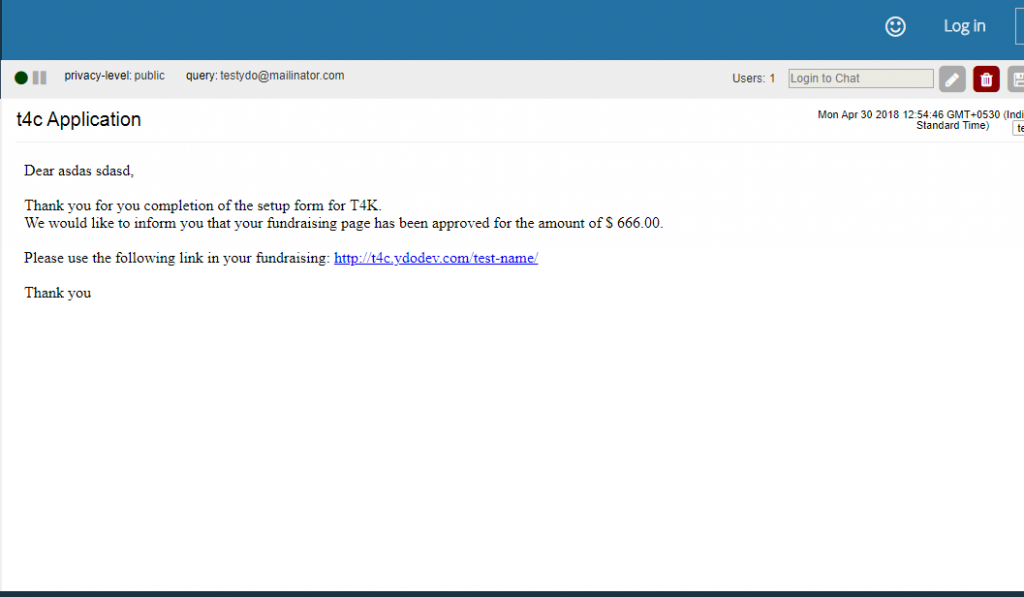 Log in
privacy-level: public query: testydo@mailinator.com Users: 1 Login to Chat
t4c Application
Mon Apr 30 2018 12:54:46 GMT+0530 (Indi
Standard Time)
Dear asdas sdasd,
Thank you for you completion of the setup form for T4K.
We would like to inform you that your fundraising page has been approved for the amount of $ 666.00.
Please use the following link in your fundraising: http://t4c.ydodev.com/test-name/
Thank you